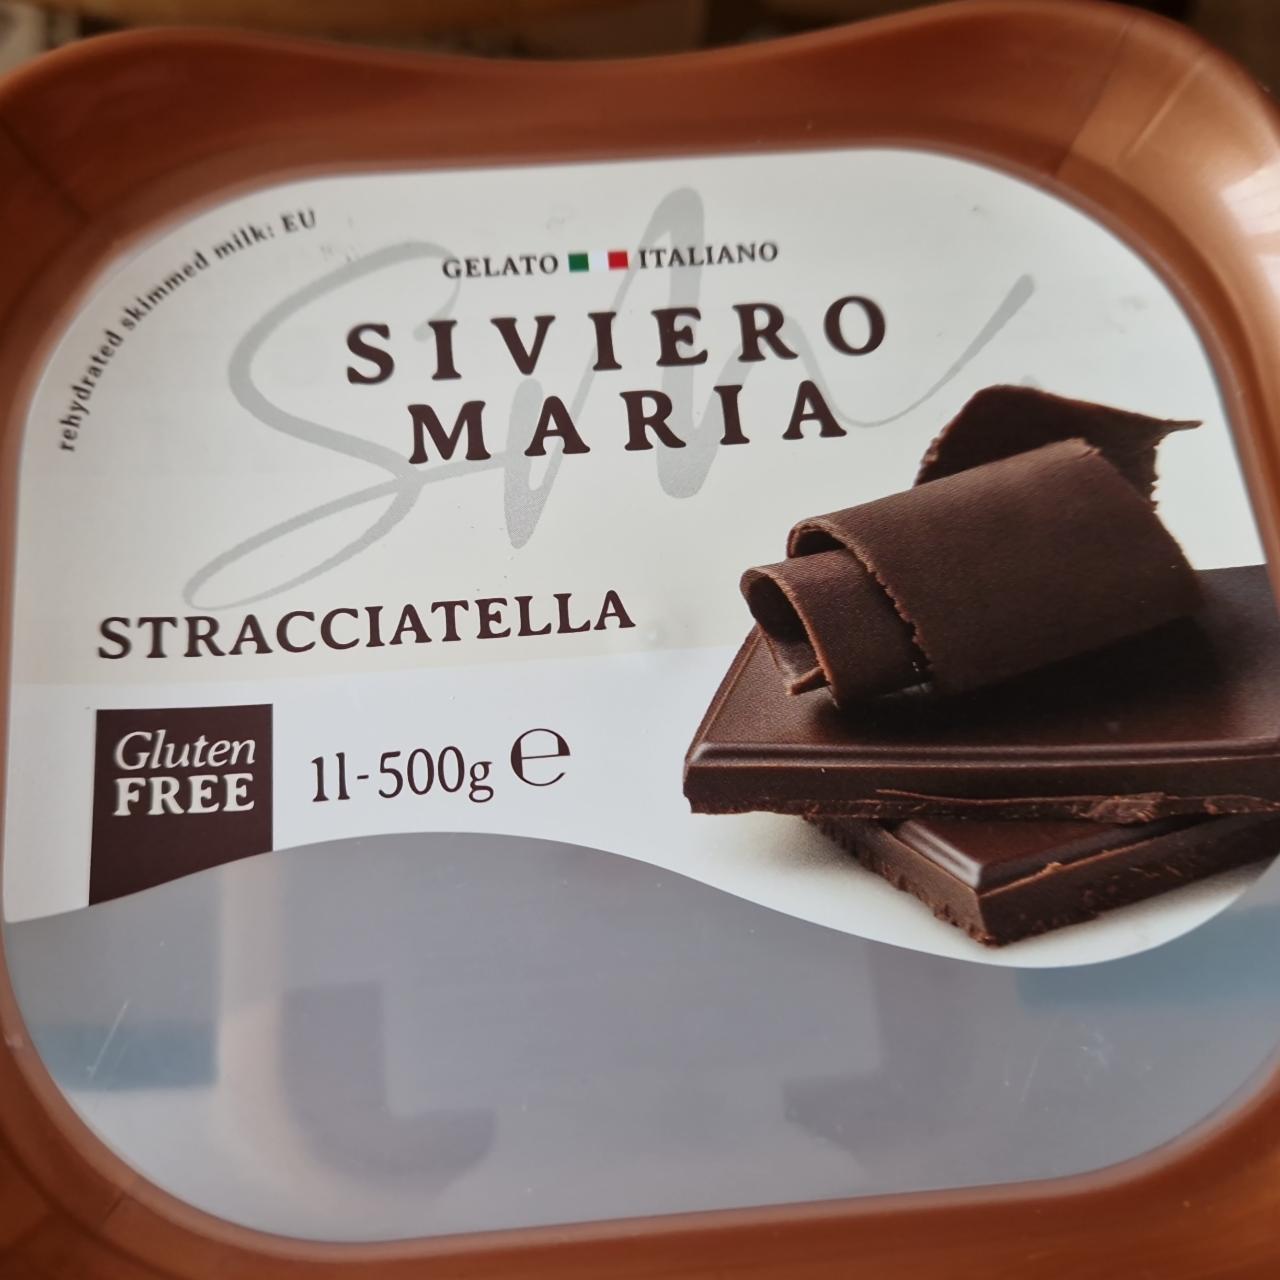 rehydrated skimmed milk: EU
GELATO ITALIANO
SIVIERO
MARIA
STRACCIATELLA
Gluten
FREE
1l-500g ℮